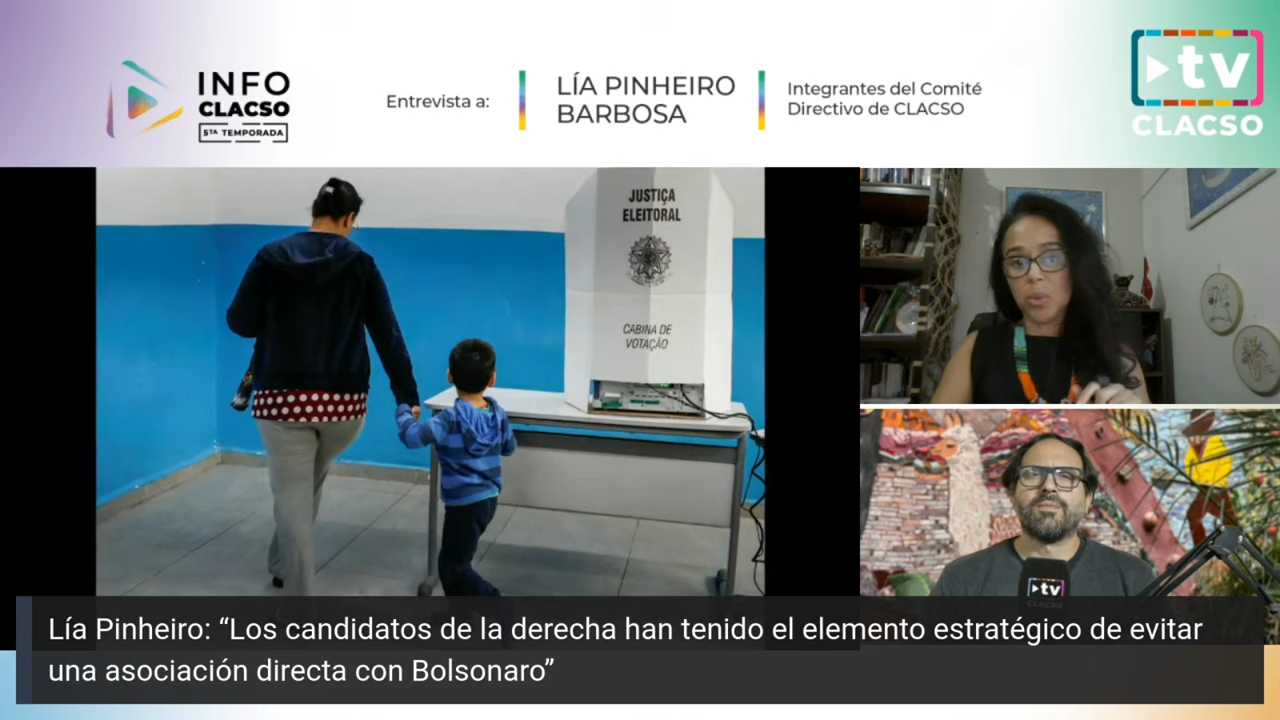 INFO
CLACSO
5TA TEMPORADA
Entrevista a:
LÍA PINHEIRO
BARBOSA
Integrantes del Comité
Directivo de CLACSO
tv
CLACSO
JUSTIÇA
ELEITORAL
CABINA DE
VOTAÇÃO
tv
CLACSO
Lía Pinheiro: “Los candidatos de la derecha han tenido el elemento estratégico de evitar
una asociación directa con Bolsonaro”